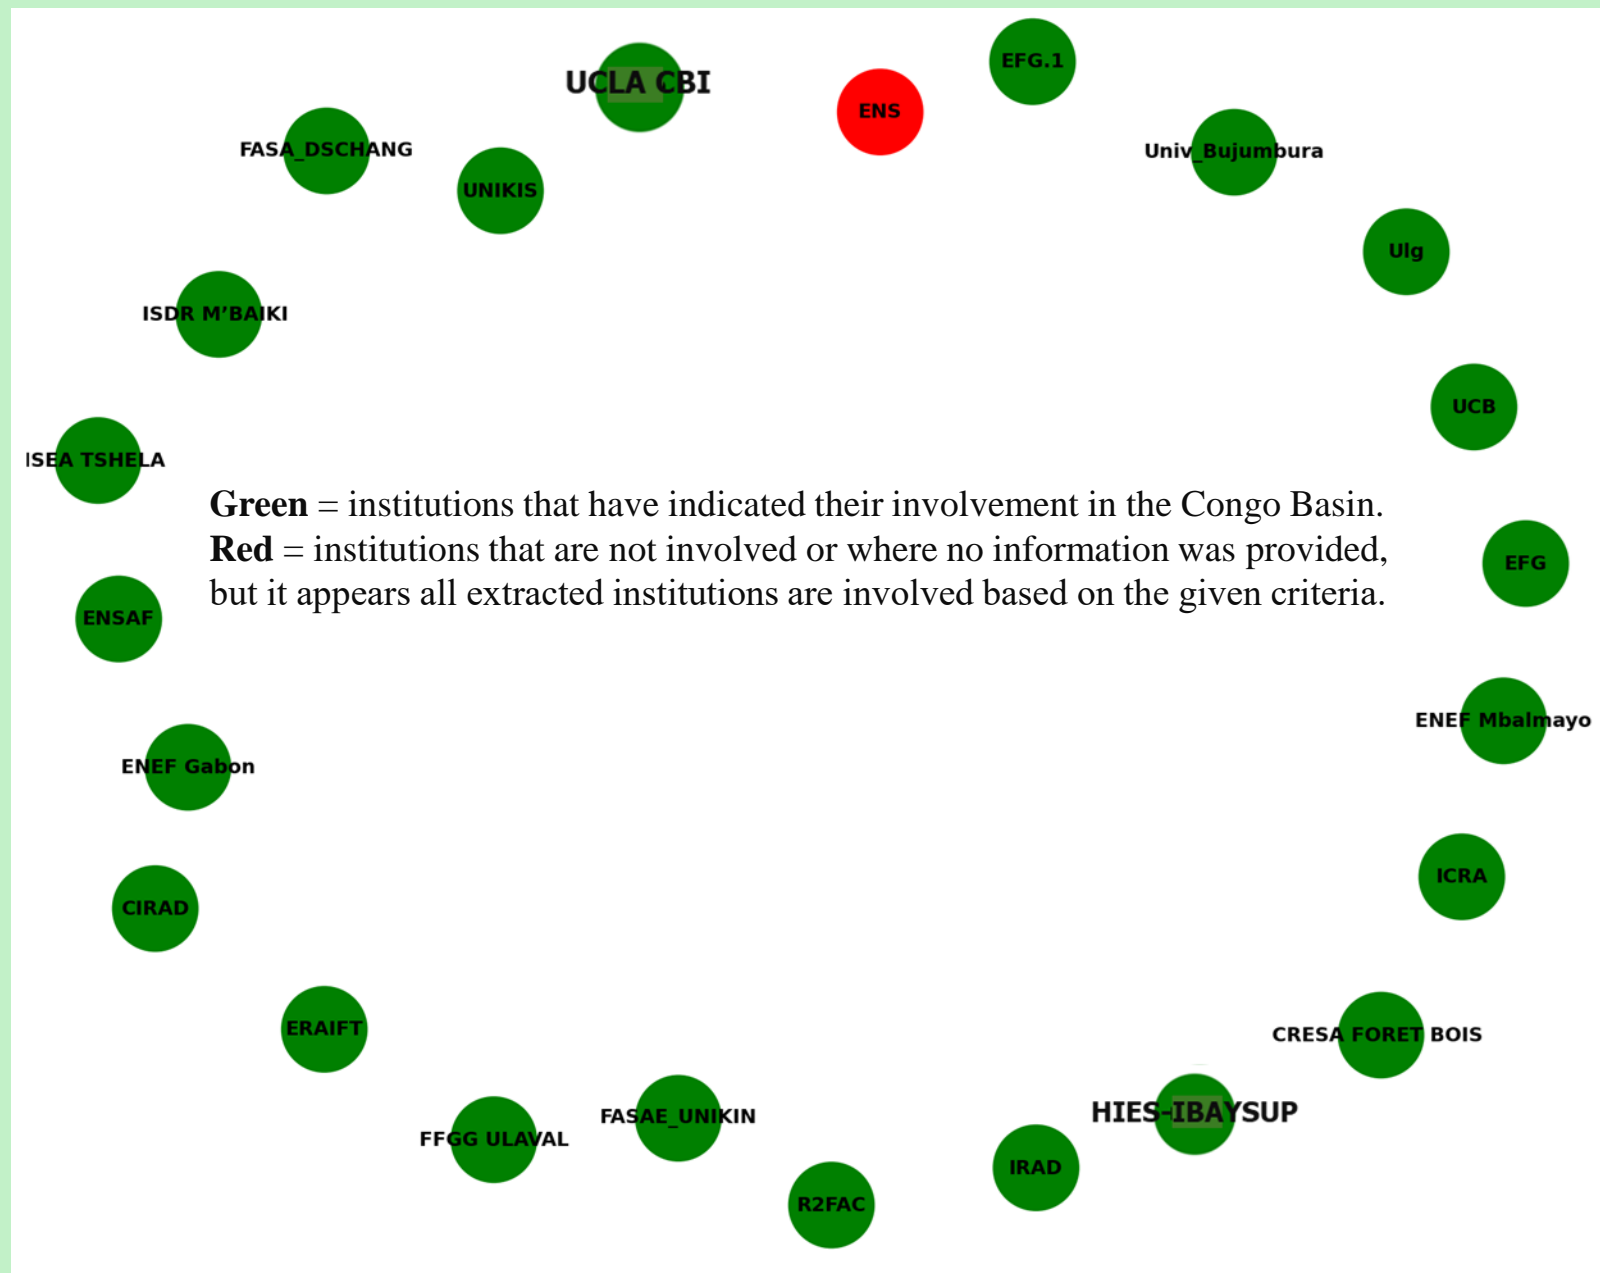 EFG.1
UCLA CBI
ENS
FASA_DSCHANG
Univ_Bujumbura
UNIKIS
Ulg
ISDR M’BAIKI
UCB
ISEA TSHELA
Green = institutions that have indicated their involvement in the Congo Basin.
Red = institutions that are not involved or where no information was provided,
but it appears all extracted institutions are involved based on the given criteria.
EFG
ENSAF
ENEF Mbalmayo
ENEF Gabon
ICRA
CIRAD
ERAIFT
CRESA FORET BOIS
HIES-IBAYSUP
FASAE_UNIKIN
FFGG ULAVAL
IRAD
R2FAC